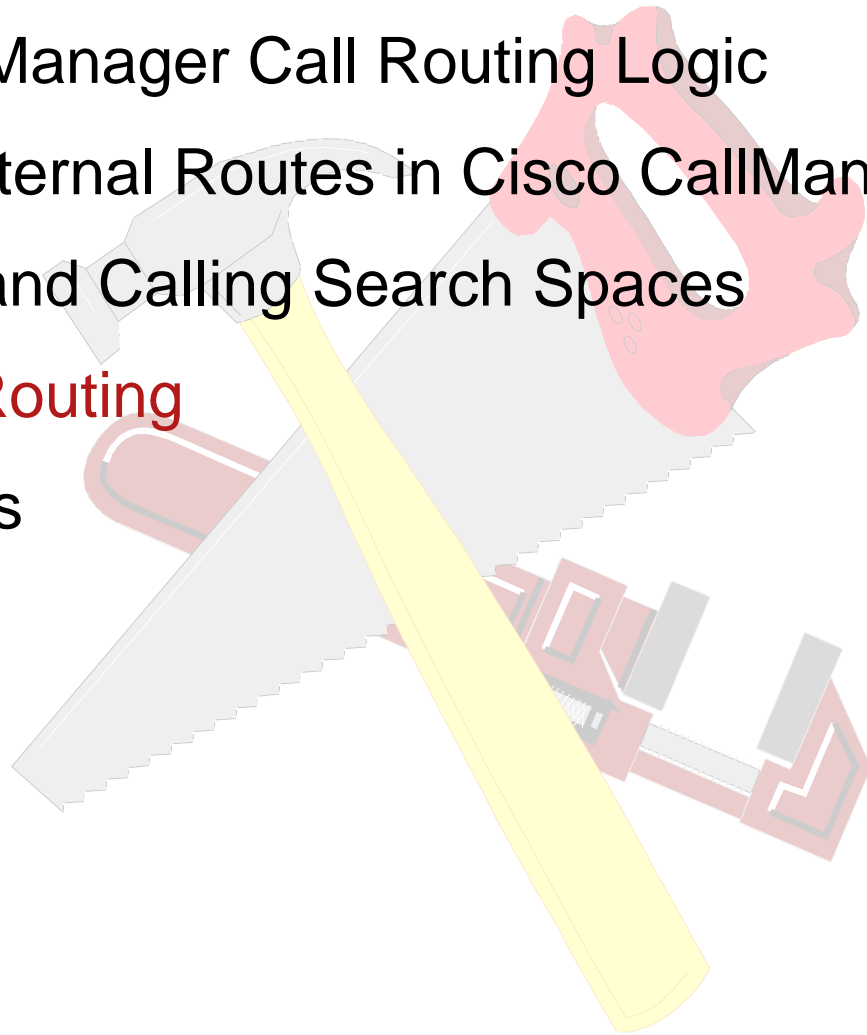 Manager Call Routing Logic
ternal Routes in Cisco CallMan
and Calling Search Spaces
Routing
s